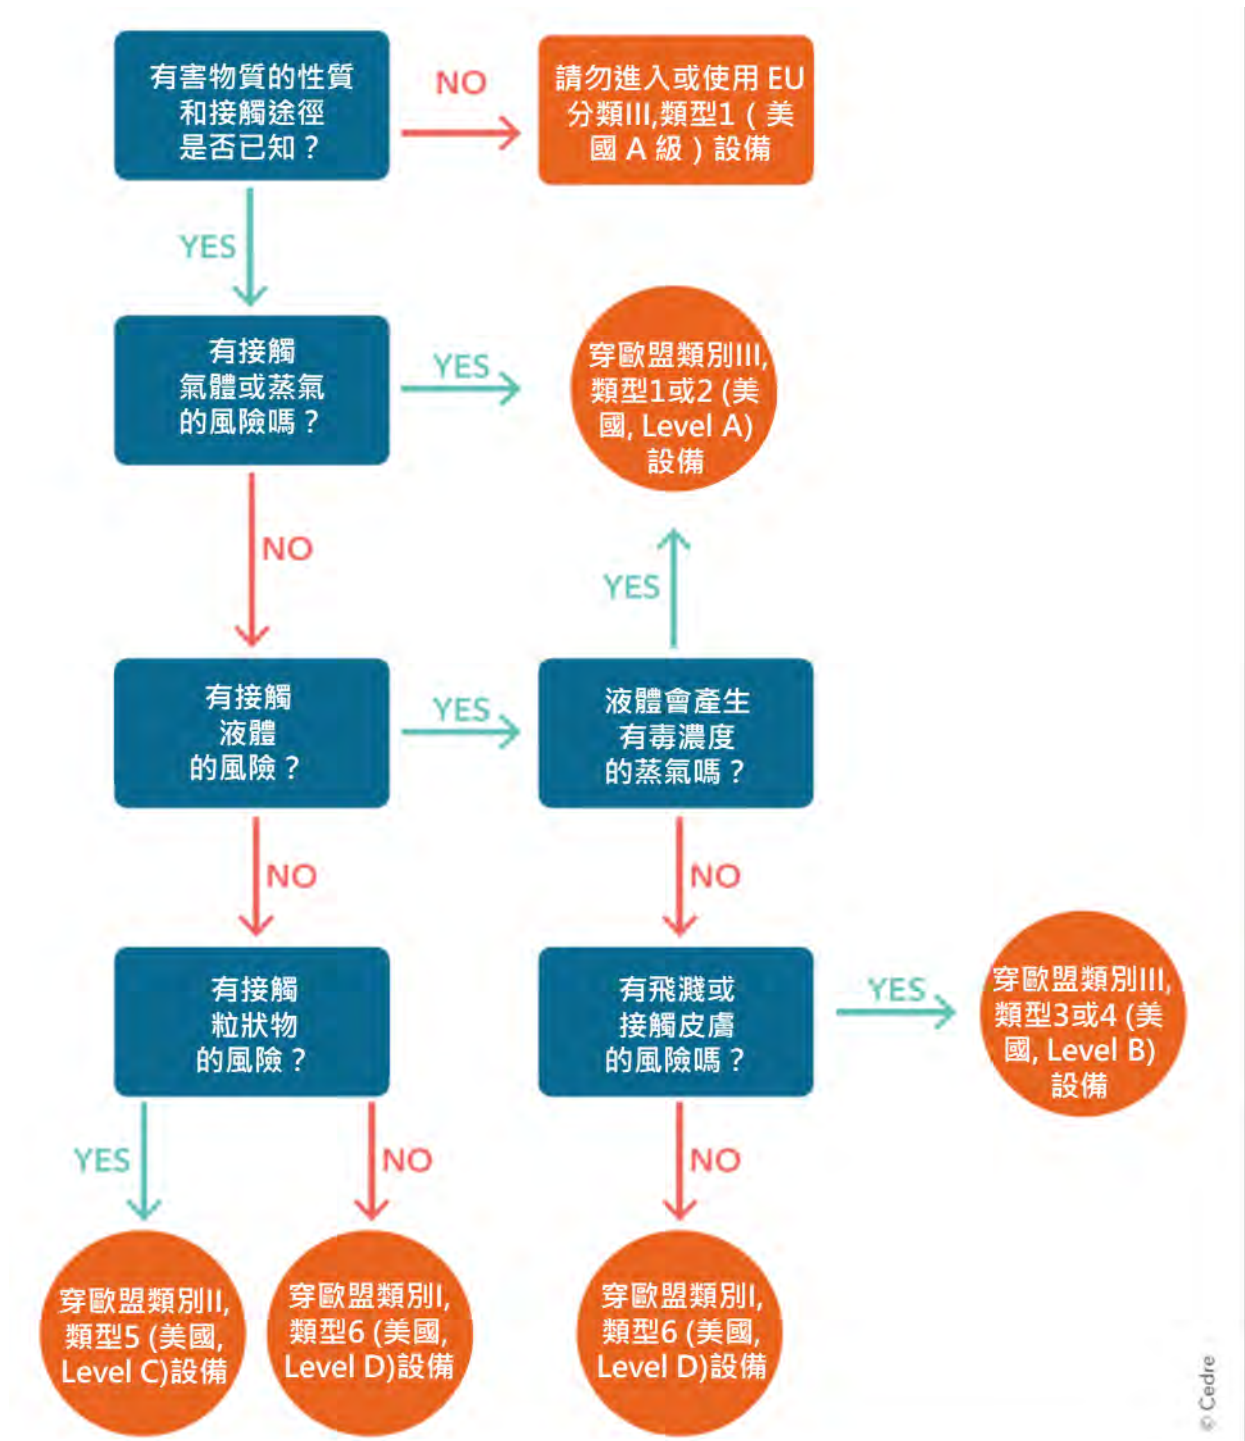 有害物質的性質
和接觸途徑
是否已知？
NO
請勿進入或使用 EU
分類III,類型1（美
國 A 級）設備
YES
有接觸
氣體或蒸氣
的風險嗎？
YES
穿歐盟類別III,
類型1或2 (美
國, Level A)
設備
NO
YES
有接觸
液體
的風險？
YES
液體會產生
有毒濃度
的蒸氣嗎？
NO
NO
有接觸
粒狀物
的風險？
有飛濺或
接觸皮膚
的風險嗎？
YES
穿歐盟類別III,
類型3或4 (美
國, Level B)
設備
YES
NO
NO
穿歐盟類別II,
類型5 (美國,
Level C)設備
穿歐盟類別I,
類型6 (美國,
Level D)設備
穿歐盟類別I,
類型6 (美國,
Level D)設備
© Cedre